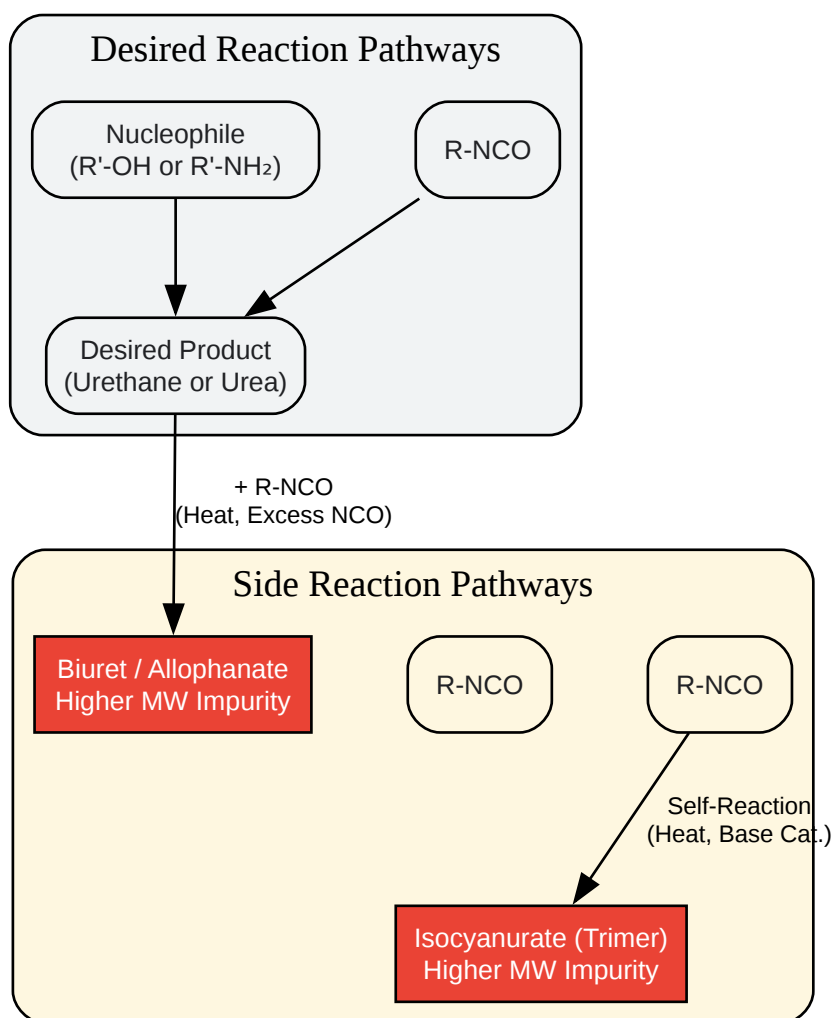 Desired Reaction Pathways
Nucleophile
(R'-OH or R'-NH₂)
R-NCO
Desired Product
(Urethane or Urea)
+ R-NCO
(Heat, Excess NCO)
Side Reaction Pathways
Biuret / Allophanate
Higher MW Impurity
R-NCO
R-NCO
Self-Reaction
(Heat, Base Cat.)
Isocyanurate (Trimer)
Higher MW Impurity